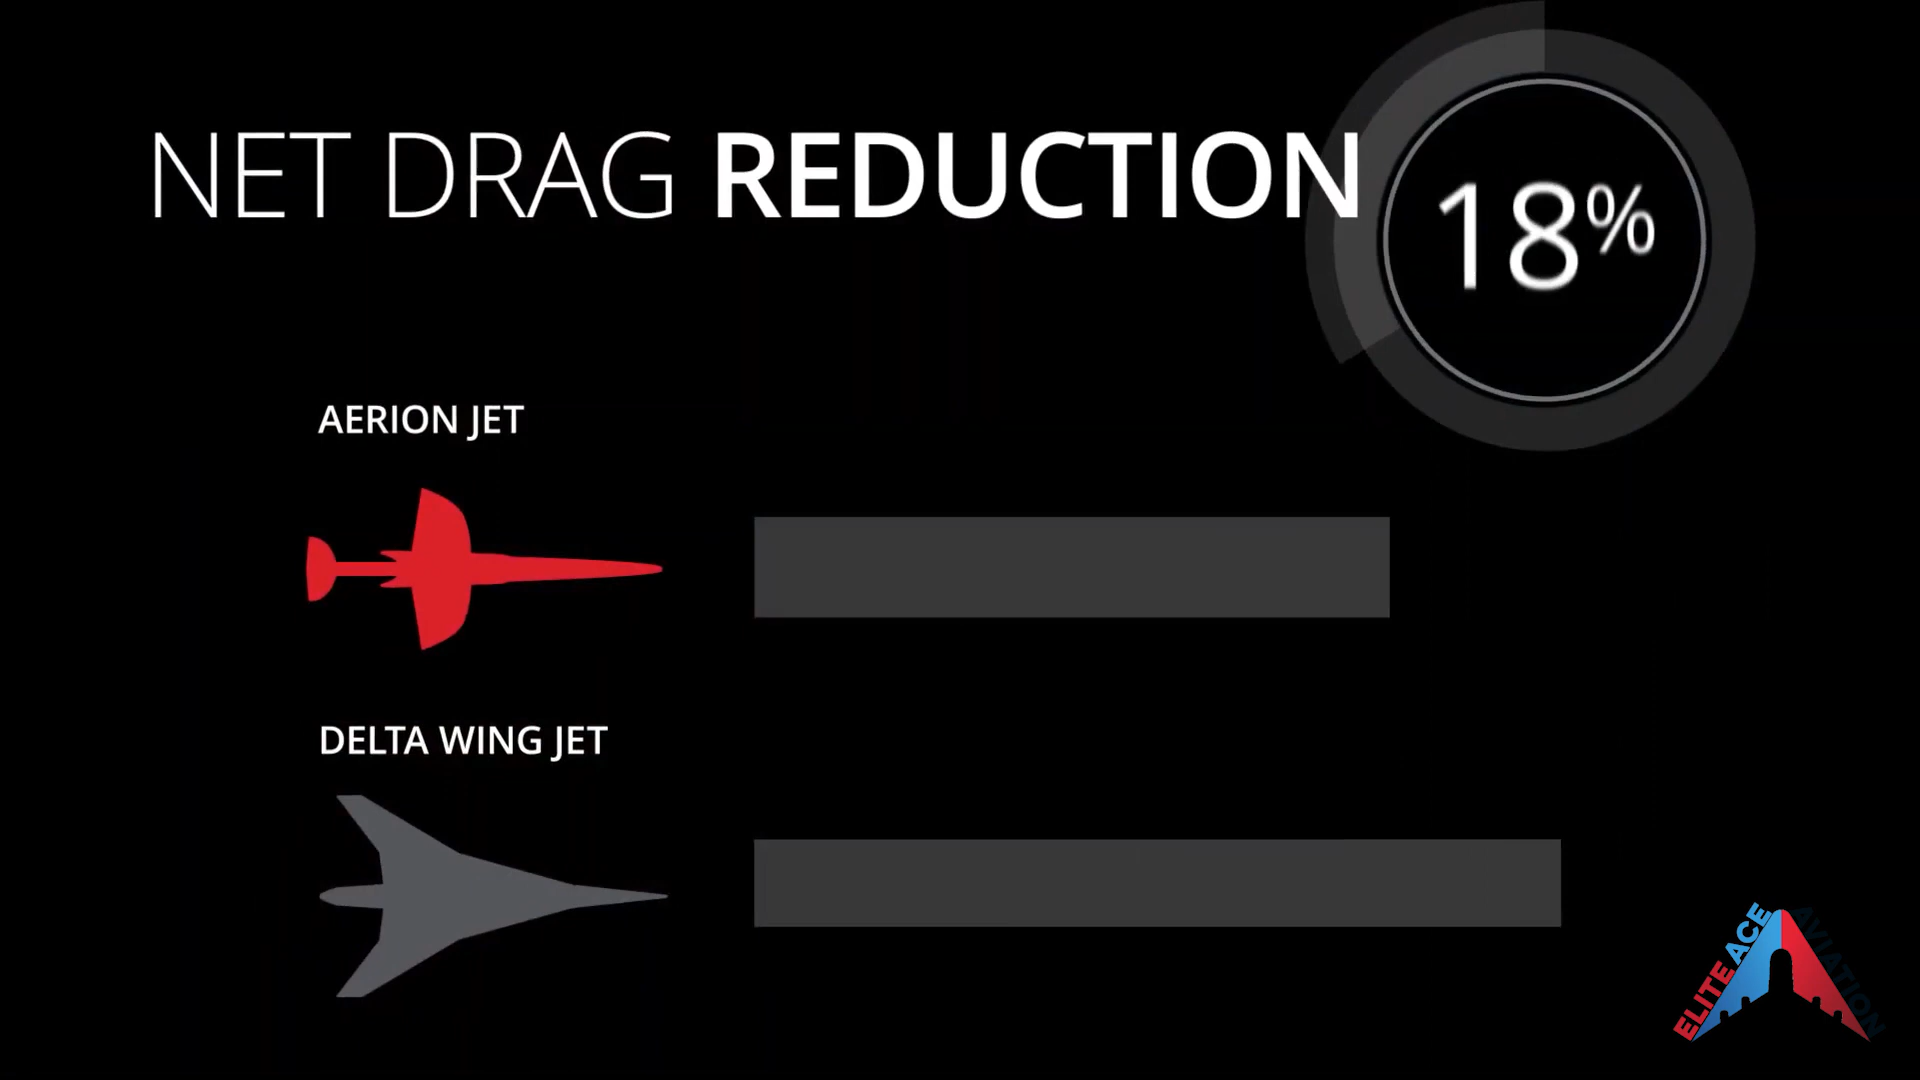 NET DRAG REDUCTION
18%
AERION JET
DELTA WING JET
ELITE ACE AVIATION